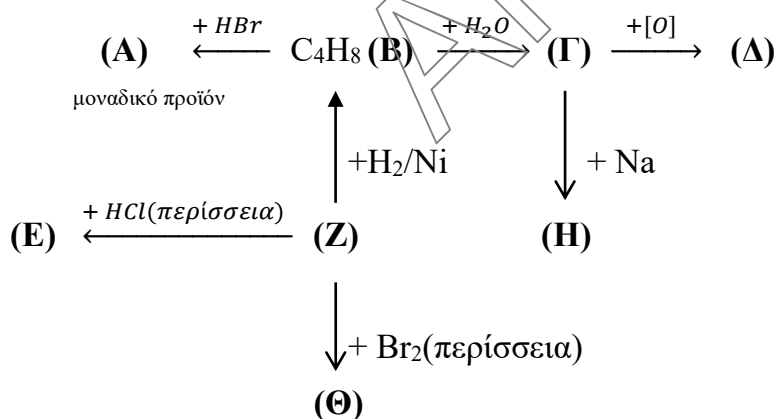 + HBr + H₂O +[O]
(Α) C₄H₈ (Β) (Γ) (Δ)
μοναδικό προϊόν
+H₂/Ni + Na
+ HCl(περίσσεια)
(Ε) (Ζ) (Η)
+ Br₂(περίσσεια)
(Θ)